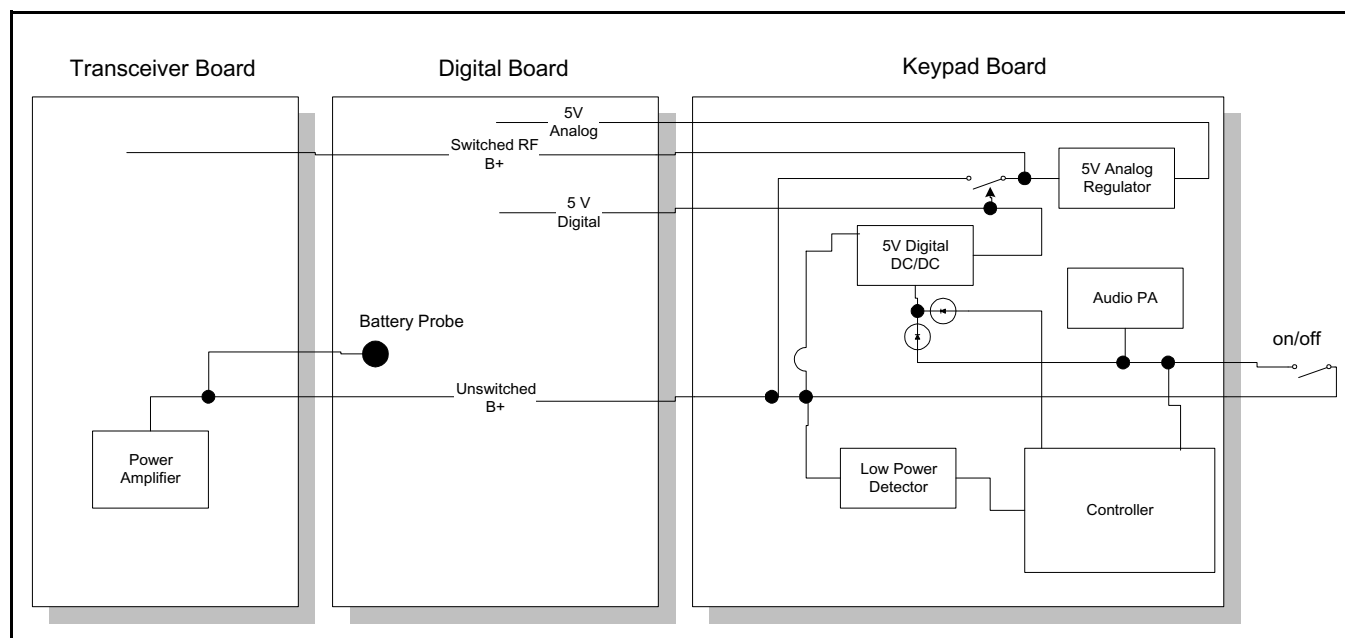 Transceiver Board
Digital Board
Keypad Board
5V
Analog
Switched RF
B+
5V Analog
Regulator
5 V
Digital
5V Digital
DC/DC
Audio PA
Battery Probe
on/off
Unswitched
B+
Power
Amplifier
Low Power
Detector
Controller